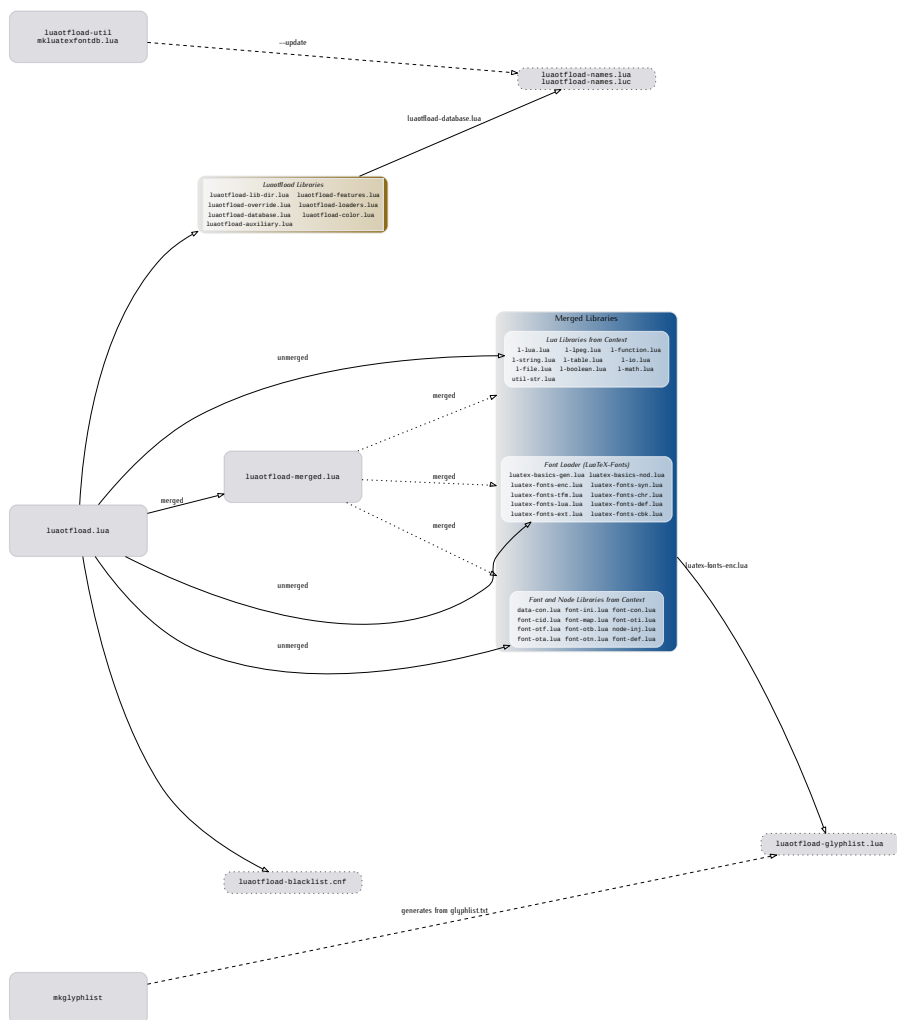 luaotfload-util
mkluatexfontdb.lua
--update
luaotfload-names.lua
luaotfload-names.luc
luaotfload-database.lua
Luaotfload Libraries
luaotfload-lib-dir.lua luaotfload-features.lua
luaotfload-override.lua luaotfload-loaders.lua
luaotfload-database.lua luaotfload-color.lua
luaotfload-auxiliary.lua
Merged Libraries
Lua Libraries from Context
l-lua.lua l-lpeg.lua l-function.lua
l-string.lua l-table.lua l-io.lua
l-file.lua l-boolean.lua l-math.lua
util-str.lua
unmerged
merged
Font Loader (LuaTeX-Fonts)
luatex-basics-gen.lua luatex-basics-nod.lua
luatex-fonts-enc.lua luatex-fonts-syn.lua
luatex-fonts-tfm.lua luatex-fonts-chr.lua
luatex-fonts-lua.lua luatex-fonts-def.lua
luatex-fonts-ext.lua luatex-fonts-cbk.lua
luaotfload-merged.lua
merged
merged
luaotfload.lua
merged
luatex-fonts-enc.lua
unmerged
Font and Node Libraries from Context
data-con.lua font-ini.lua font-con.lua
font-cid.lua font-map.lua font-oti.lua
font-otf.lua font-otb.lua node-inj.lua
font-ota.lua font-otn.lua font-def.lua
unmerged
luaotfload-glyphlist.lua
luaotfload-blacklist.cnf
generates from glyphlist.txt
mkglyphlist